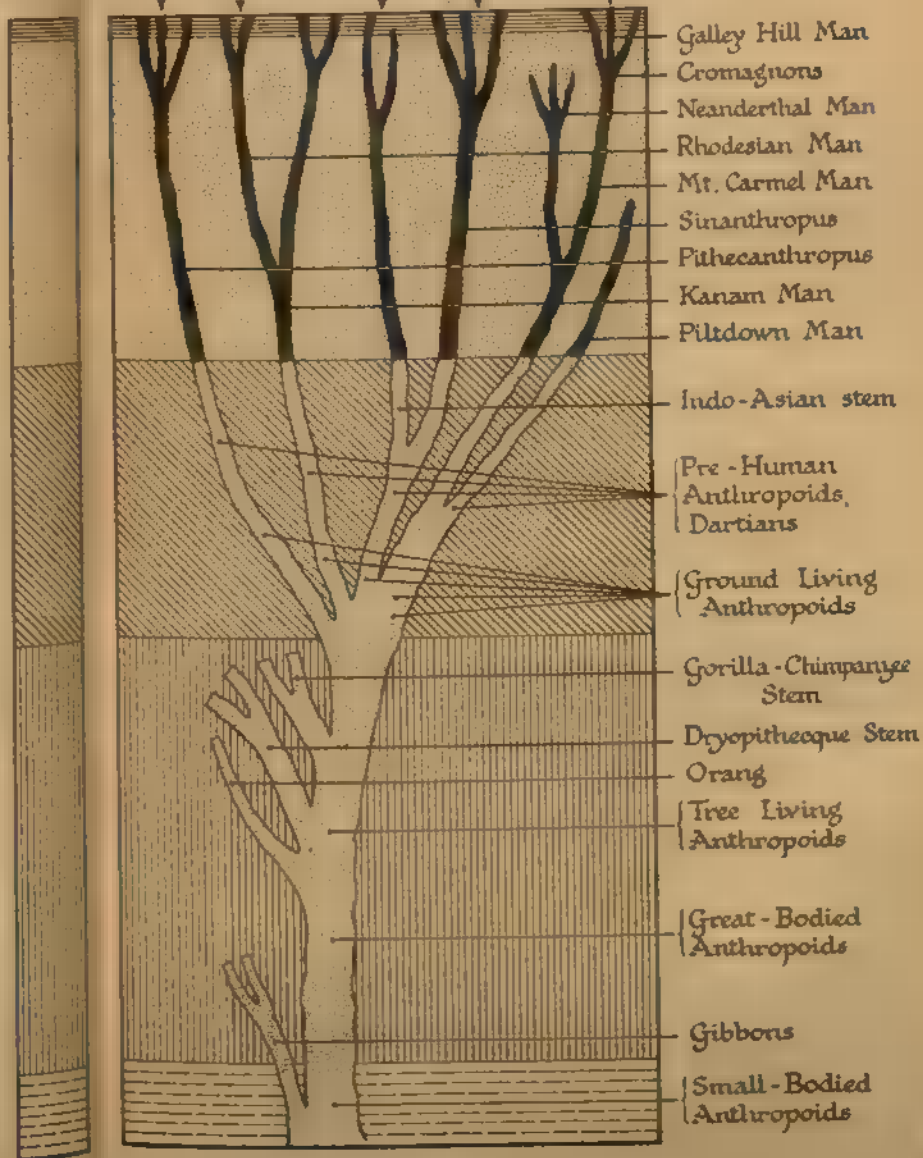 Galley Hill Man
Cromagnons
Neanderthal Man
Rhodesian Man
Mt. Carmel Man
Sinanthropus
Pithecanthropus
Kanam Man
Piltdown Man
Indo-Asian stem
Pre-Human
Anthropoids,
Dartians
Ground Living
Anthropoids
Gorilla-Chimpanzee
Stem
Dryopithecque Stem
Orang
Tree Living
Anthropoids
Great-Bodied
Anthropoids
Gibbons
Small-Bodied
Anthropoids